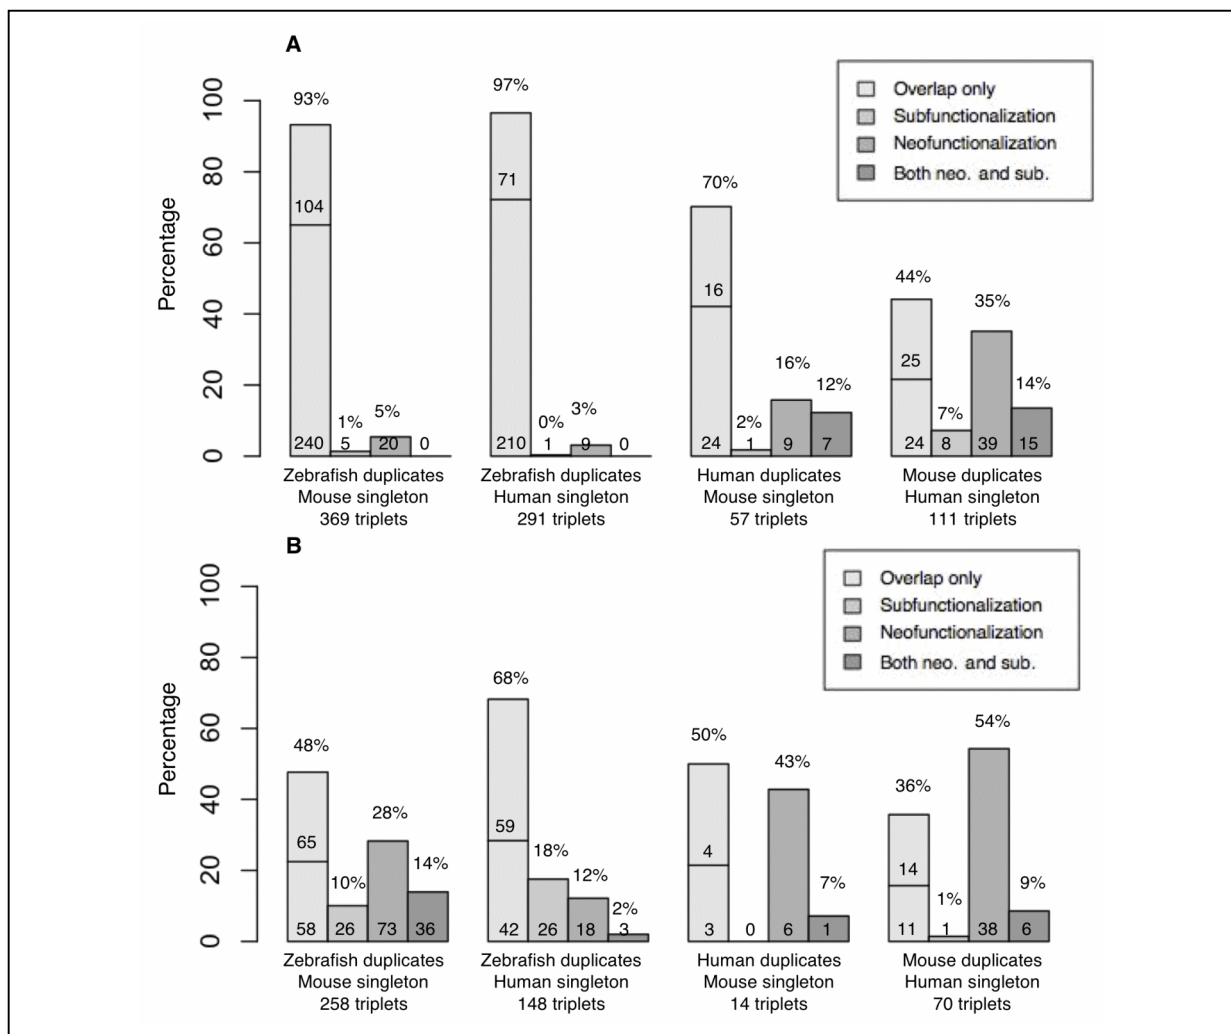 A
Percentage
100
80
60
40
20
0
93%
104
240
1%
5
5%
20
0
Zebrafish duplicates
Mouse singleton
369 triplets
97%
71
210
0%
1
3%
9
0
Zebrafish duplicates
Human singleton
291 triplets
70%
16
24
2%
1
16%
9
12%
7
Human duplicates
Mouse singleton
57 triplets
44%
25
24
7%
8
35%
39
14%
15
Mouse duplicates
Human singleton
111 triplets
Overlap only
Subfunctionalization
Neofunctionalization
Both neo. and sub.
B
Percentage
100
80
60
40
20
0
48%
65
58
10%
26
28%
73
14%
36
Zebrafish duplicates
Mouse singleton
258 triplets
68%
59
42
18%
26
12%
18
2%
3
Zebrafish duplicates
Human singleton
148 triplets
50%
4
3
0
43%
6
7%
1
Human duplicates
Mouse singleton
14 triplets
36%
14
11
1%
1
54%
38
9%
6
Mouse duplicates
Human singleton
70 triplets
Overlap only
Subfunctionalization
Neofunctionalization
Both neo. and sub.